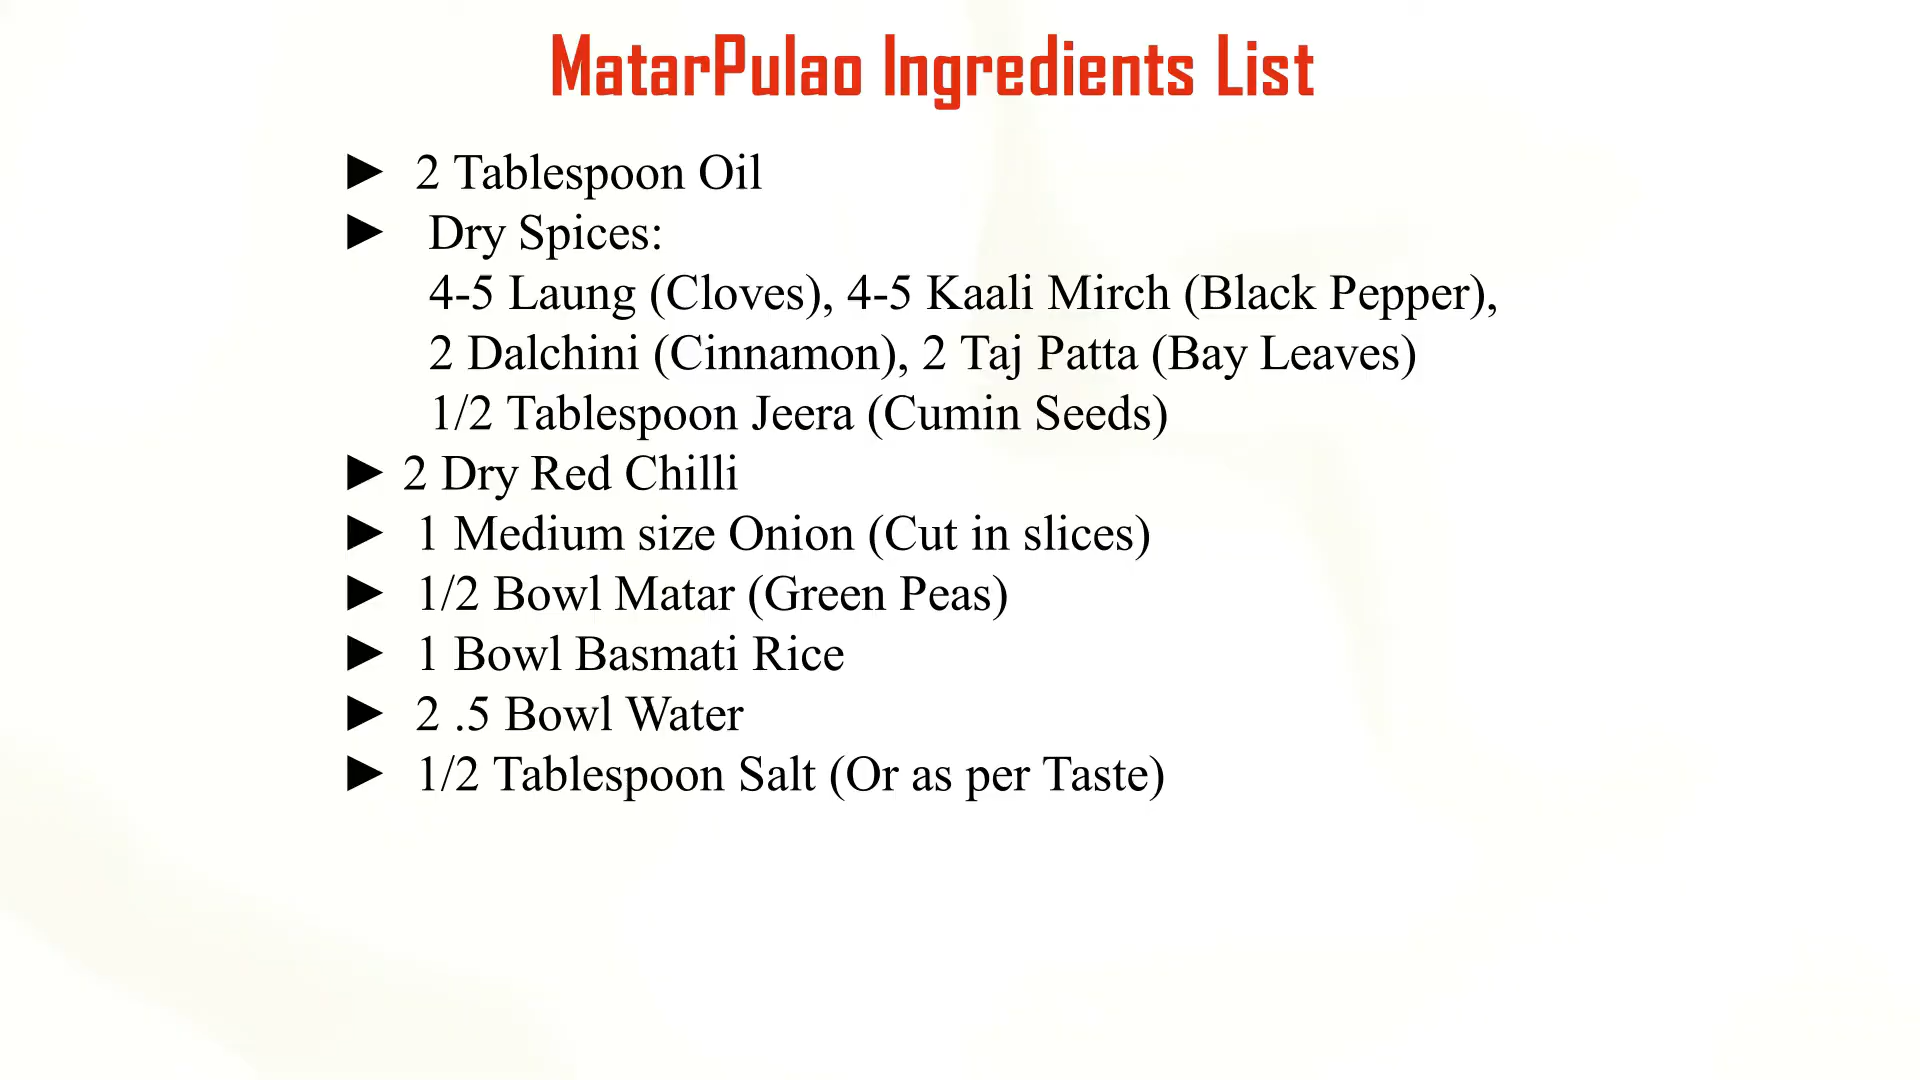 MatarPulao Ingredients List
► 2 Tablespoon Oil
► Dry Spices:
4-5 Laung (Cloves), 4-5 Kaali Mirch (Black Pepper),
2 Dalchini (Cinnamon), 2 Taj Patta (Bay Leaves)
1/2 Tablespoon Jeera (Cumin Seeds)
► 2 Dry Red Chilli
► 1 Medium size Onion (Cut in slices)
► 1/2 Bowl Matar (Green Peas)
► 1 Bowl Basmati Rice
► 2 .5 Bowl Water
► 1/2 Tablespoon Salt (Or as per Taste)